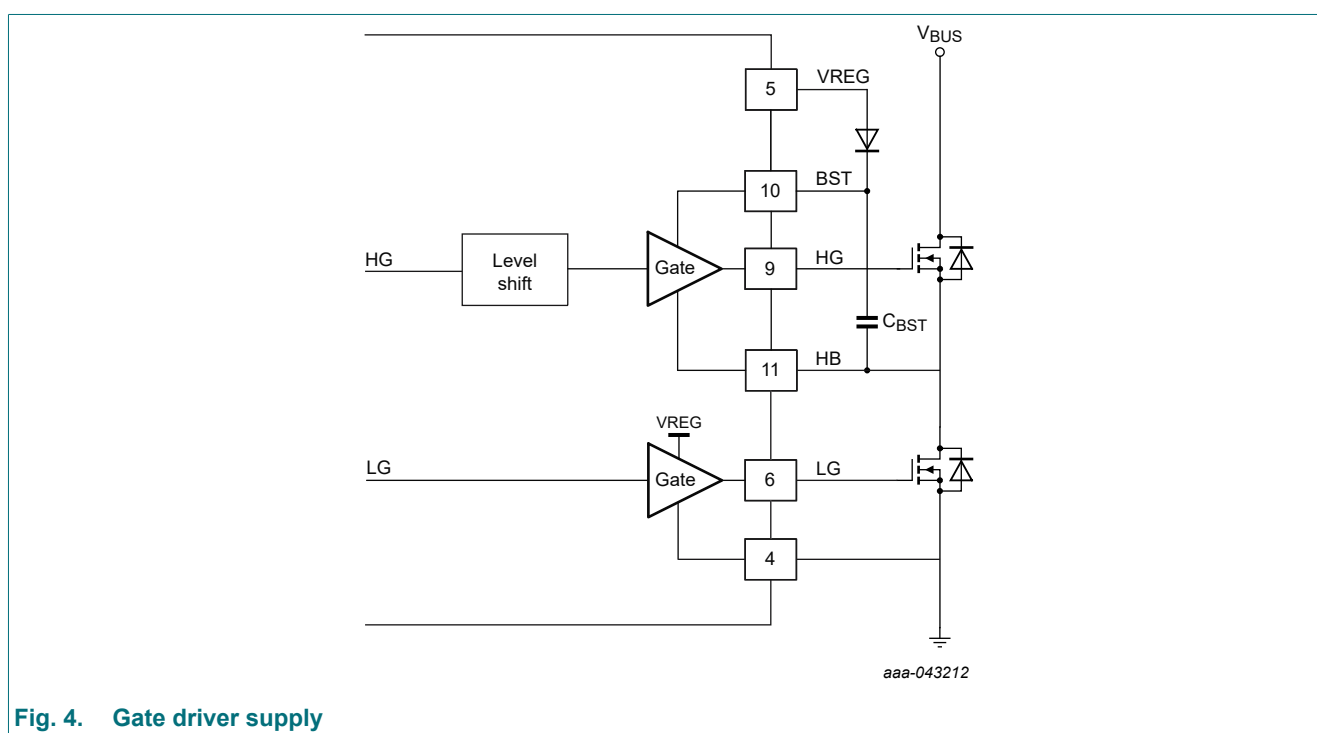 VBUS
5 VREG
10 BST
HG Level shift Gate 9 HG
CBST
11 HB
VREG
LG Gate 6 LG
4
aaa-043212
Fig. 4. Gate driver supply